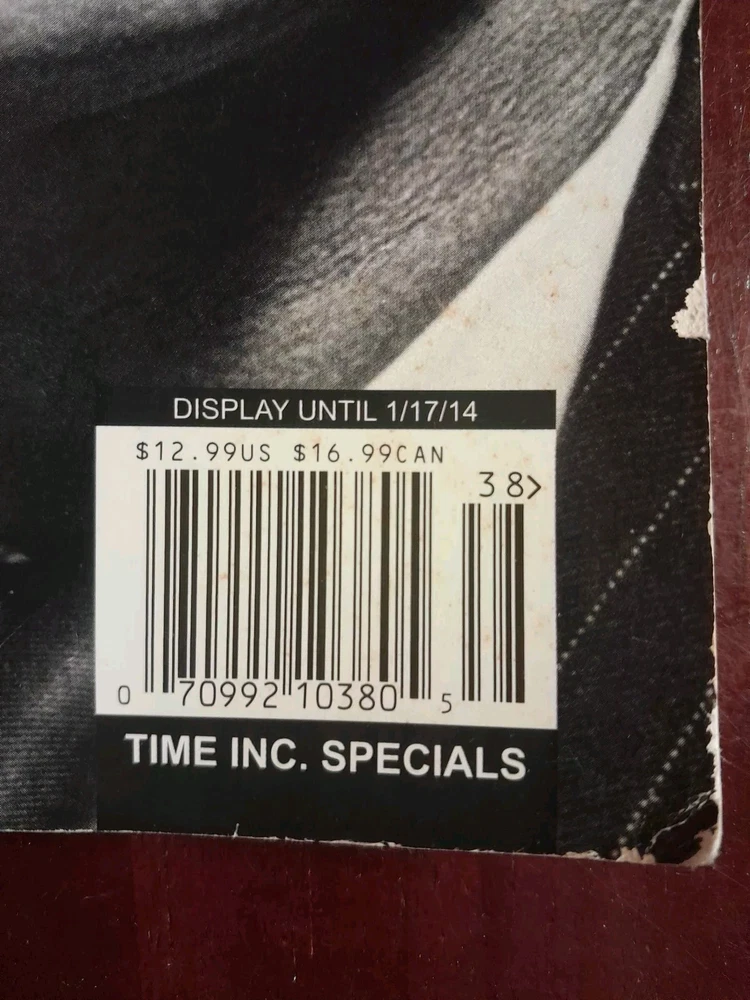 DISPLAY UNTIL 1/17/14
$12.99US $16.99CAN
38>
0 70992 10380 5
TIME INC. SPECIALS